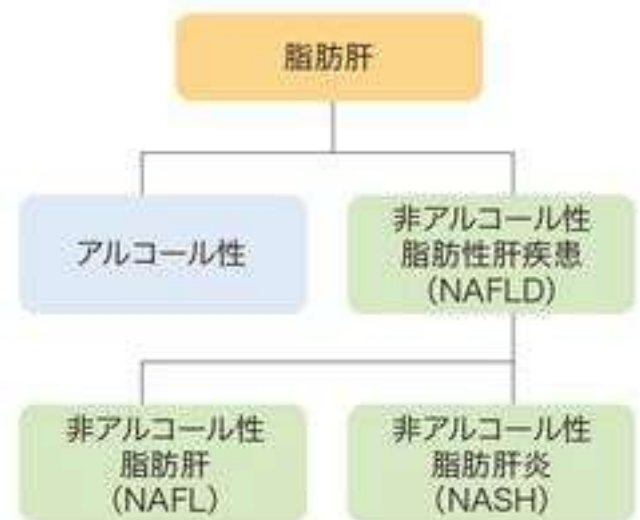 脂肪肝
アルコール性
非アルコール性
脂肪性肝疾患
(NAFLD)
非アルコール性
脂肪肝
(NAFL)
非アルコール性
脂肪肝炎
(NASH)